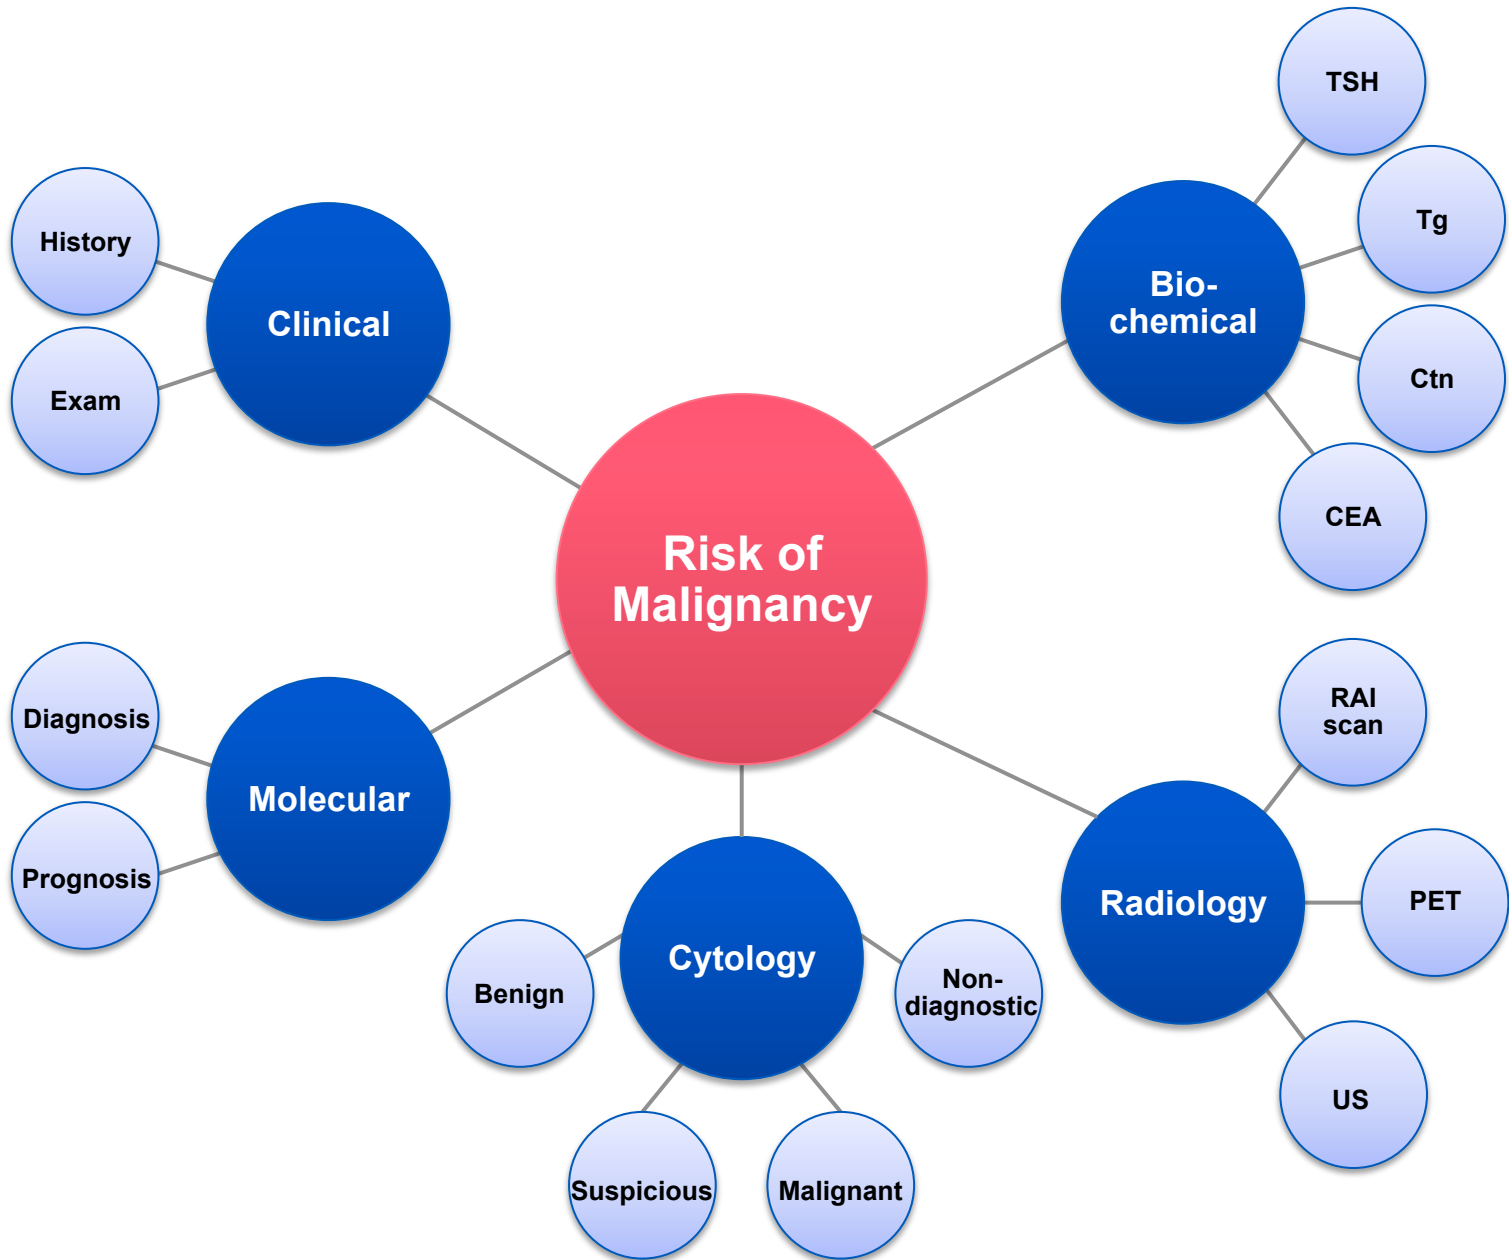 TSH
Tg
Bio-
chemical
Ctn
CEA
History
Clinical
Exam
Risk of
Malignancy
Diagnosis
Molecular
Prognosis
RAI
scan
Radiology
PET
US
Cytology
Benign
Non-
diagnostic
Suspicious
Malignant